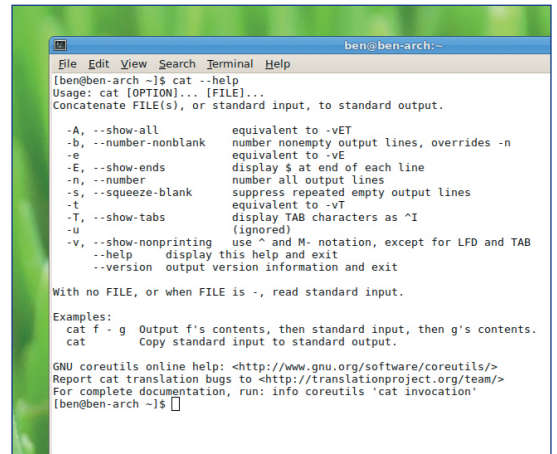 ben@ben-arch:~
File Edit View Search Terminal Help
[ben@ben-arch ~]$ cat --help
Usage: cat [OPTION]... [FILE]...
Concatenate FILE(s), or standard input, to standard output.

  -A, --show-all           equivalent to -vET
  -b, --number-nonblank    number nonempty output lines, overrides -n
  -e                       equivalent to -vE
  -E, --show-ends          display $ at end of each line
  -n, --number             number all output lines
  -s, --squeeze-blank      suppress repeated empty output lines
  -t                       equivalent to -vT
  -T, --show-tabs          display TAB characters as ^I
  -u                       (ignored)
  -v, --show-nonprinting   use ^ and M- notation, except for LFD and TAB
      --help     display this help and exit
      --version  output version information and exit

With no FILE, or when FILE is -, read standard input.

Examples:
  cat f - g  Output f's contents, then standard input, then g's contents.
  cat        Copy standard input to standard output.

GNU coreutils online help: <http://www.gnu.org/software/coreutils/>
Report cat translation bugs to <http://translationproject.org/team/>
For complete documentation, run: info coreutils 'cat invocation'
[ben@ben-arch ~]$